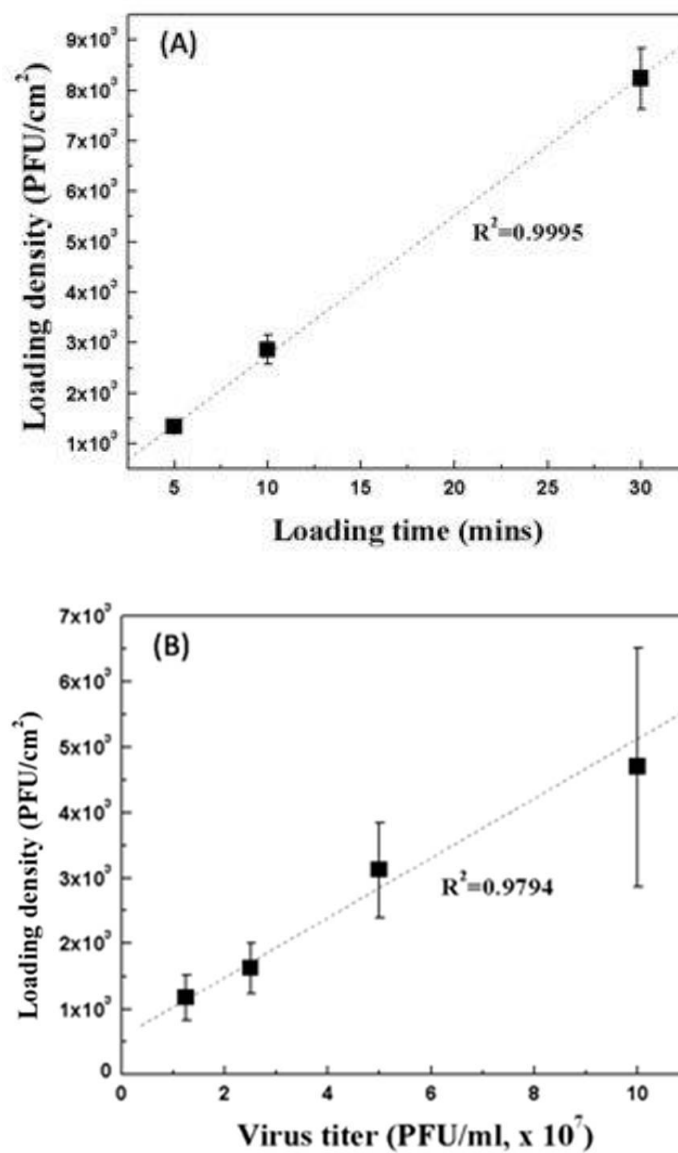 (A)
Loading density (PFU/cm²)
9x10³
8x10³
7x10³
6x10³
5x10³
4x10³
3x10³
2x10³
1x10³
R²=0.9995
5 10 15 20 25 30
Loading time (mins)
(B)
Loading density (PFU/cm²)
7x10³
6x10³
5x10³
4x10³
3x10³
2x10³
1x10³
0
R²=0.9794
0 2 4 6 8 10
Virus titer (PFU/ml, x 10⁷)